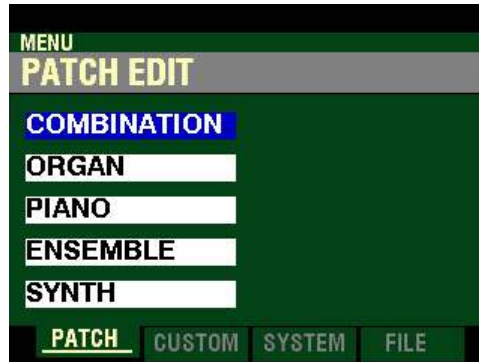 MENU
PATCH EDIT
COMBINATION
ORGAN
PIANO
ENSEMBLE
SYNTH
PATCH CUSTOM SYSTEM FILE